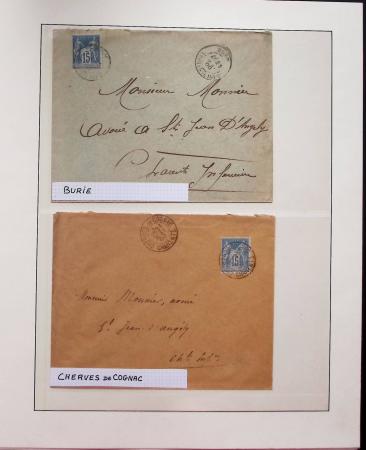 15
Monsieur Monnier
avoué a St Jean D'Angely
Charente Inférieure
BURIE
15
Monsieur Monnier, avoué
St Jean d'angély
Chte Infre
CHERVES de COGNAC